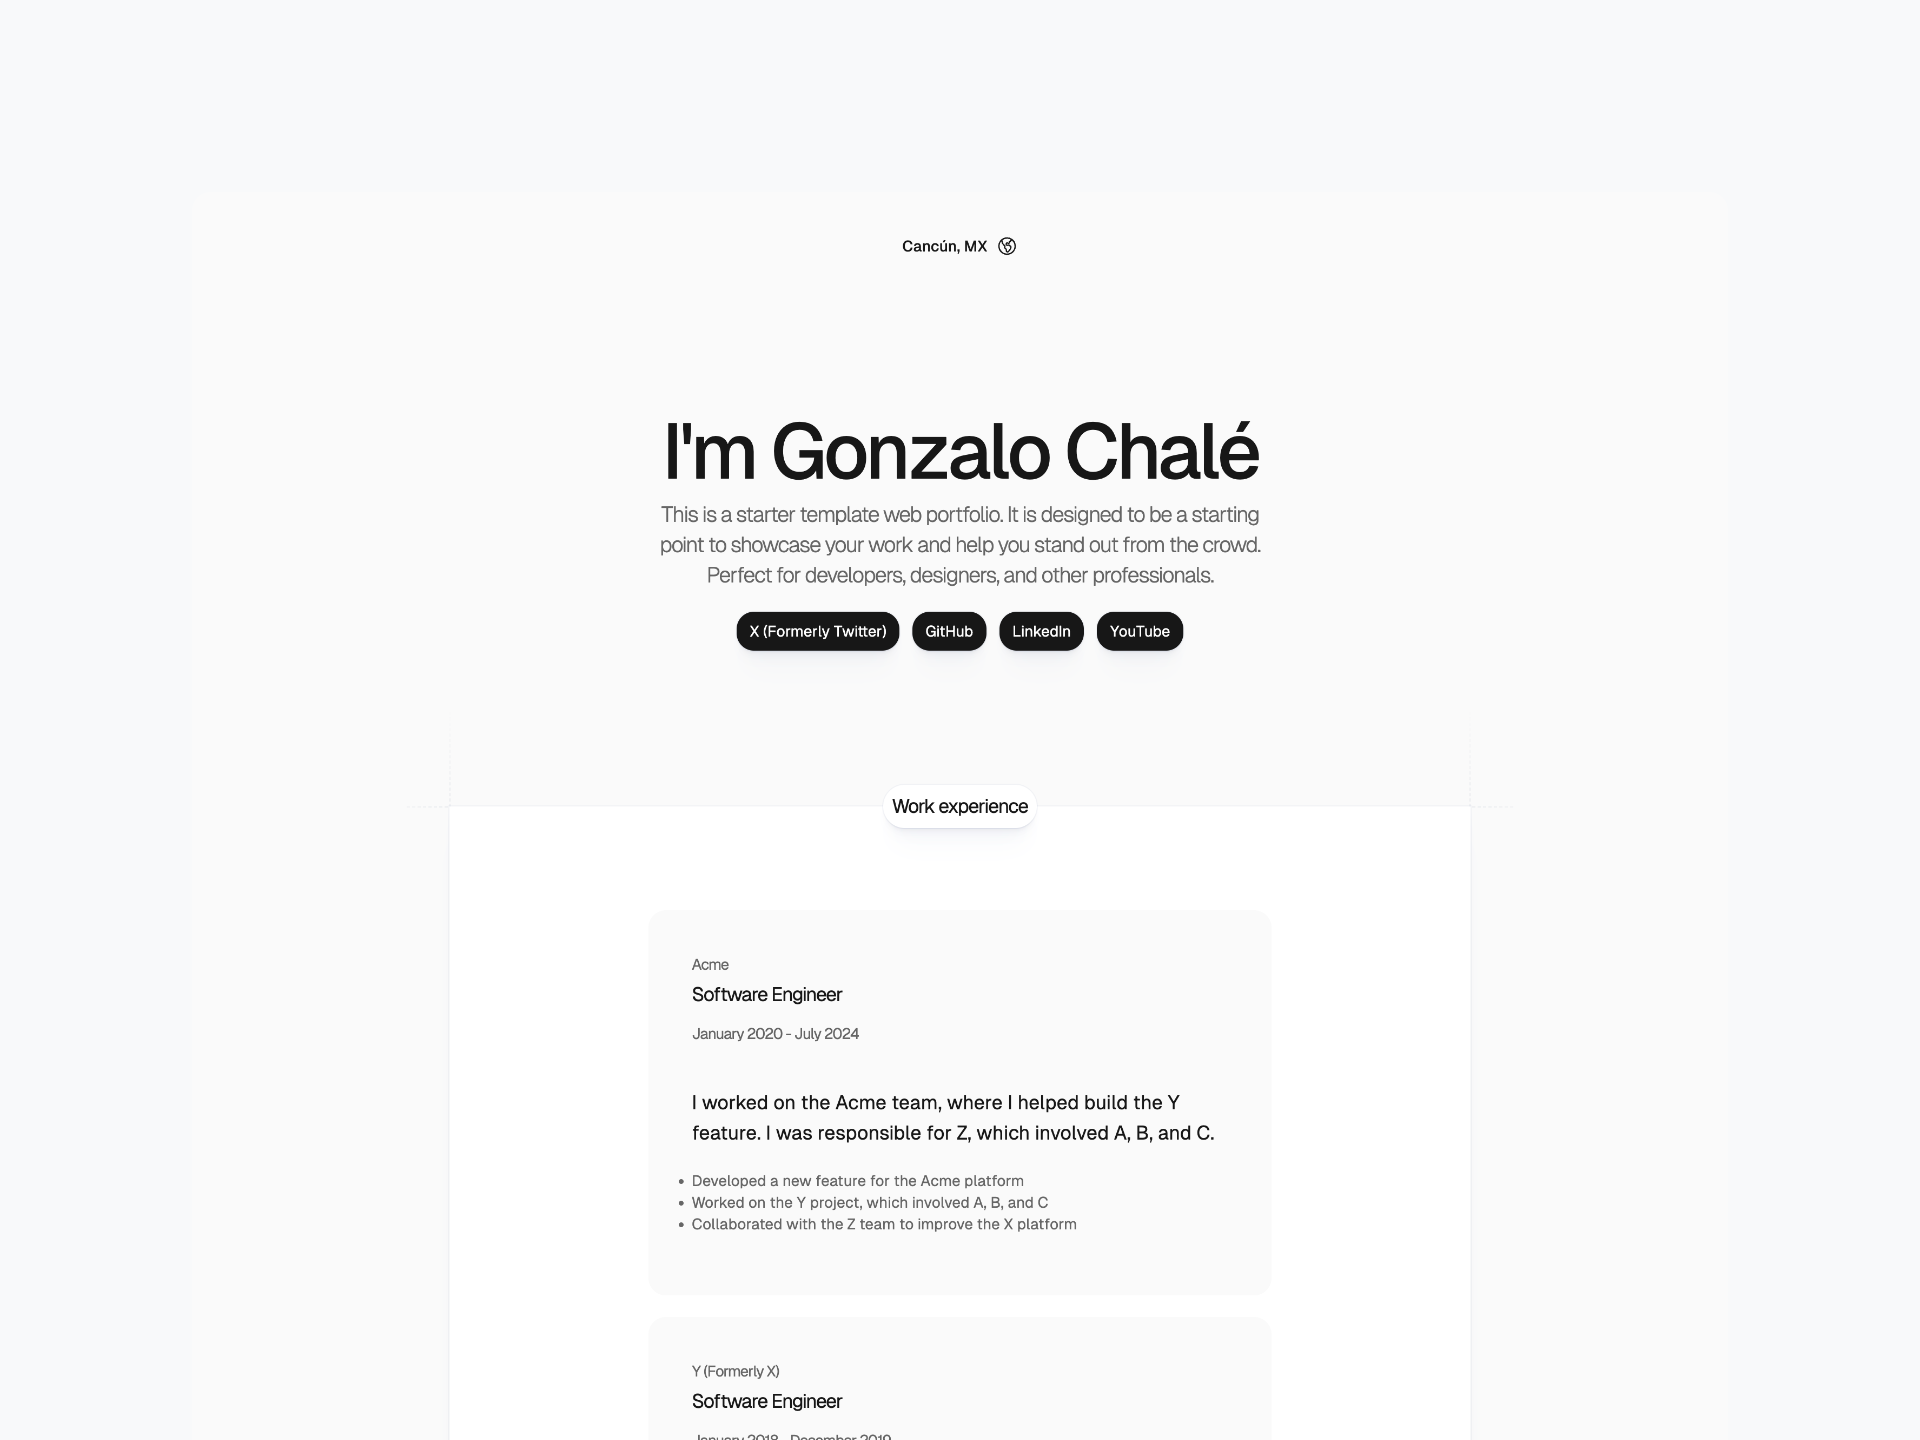 Cancún, MX
I'm Gonzalo Chalé
This is a starter template web portfolio. It is designed to be a starting
point to showcase your work and help you stand out from the crowd.
Perfect for developers, designers, and other professionals.
X (Formerly Twitter) GitHub LinkedIn YouTube
Work experience
Acme
Software Engineer
January 2020 - July 2024
I worked on the Acme team, where I helped build the Y
feature. I was responsible for Z, which involved A, B, and C.
• Developed a new feature for the Acme platform
• Worked on the Y project, which involved A, B, and C
• Collaborated with the Z team to improve the X platform
Y (Formerly X)
Software Engineer
January 2018 - December 2019